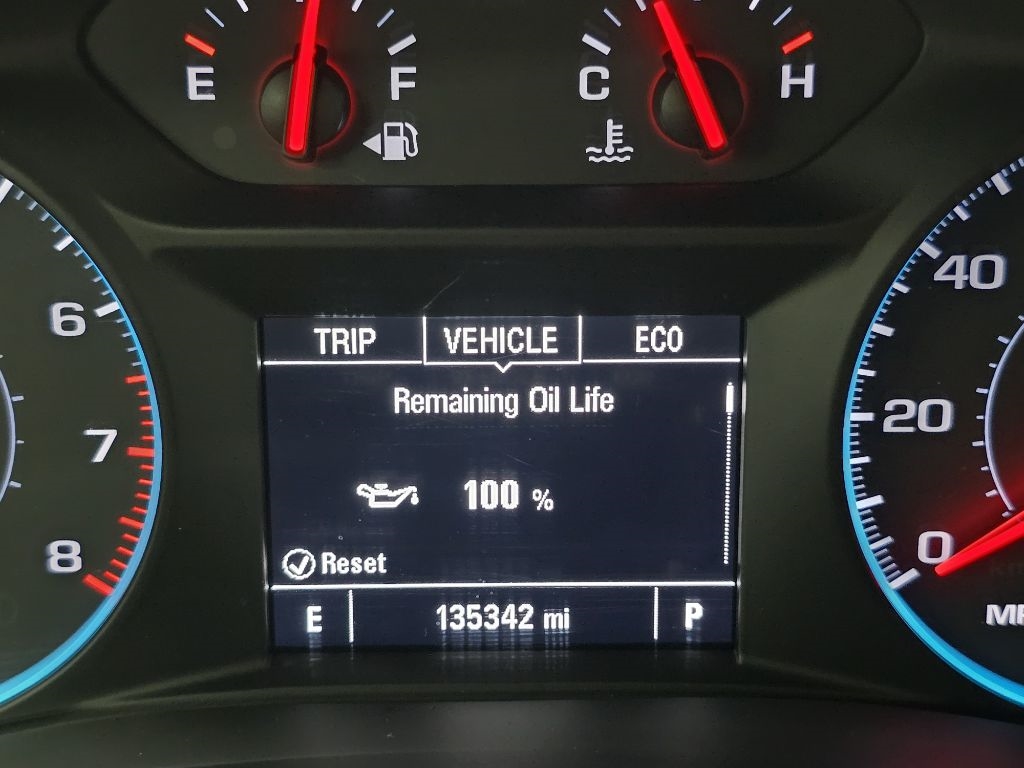 E F C H
6
7
8
40
20
0
TRIP VEHICLE ECO
Remaining Oil Life
100 %
Reset
E 135342 mi P